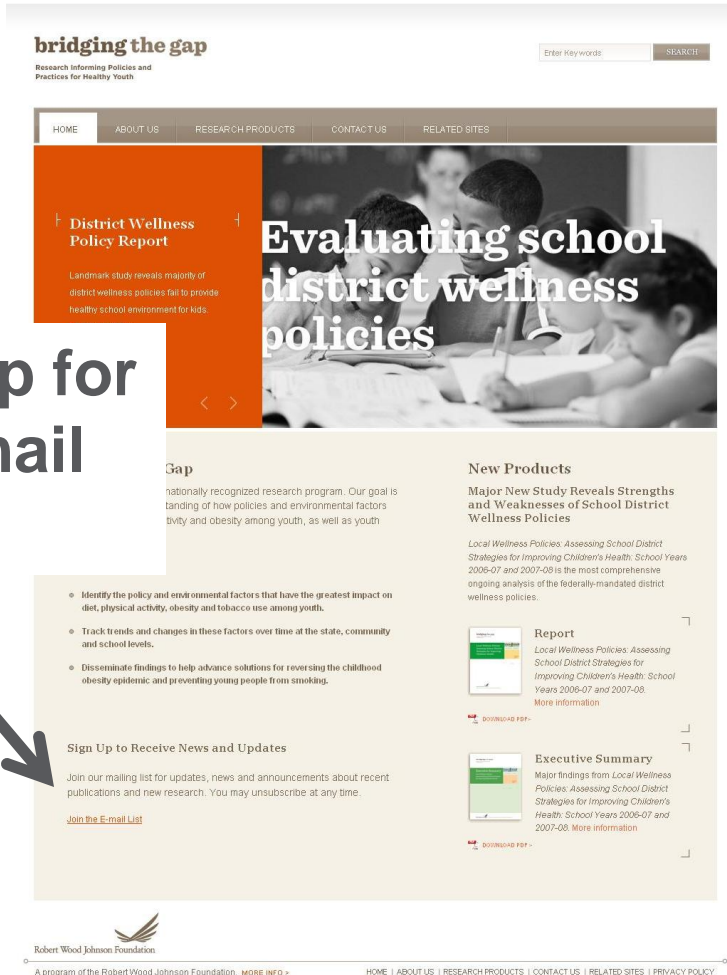 bridging the gap
Research Informing Policies and
Practices for Healthy Youth
Enter Keywords
SEARCH
HOME
ABOUT US
RESEARCH PRODUCTS
CONTACT US
RELATED SITES
District Wellness
Policy Report
Landmark study reveals majority of
district wellness policies fail to provide
healthy school environment for kids.
Evaluating school
district wellness
policies
p for
nail
Gap
nationally recognized research program. Our goal is
tanding of how policies and environmental factors
tivity and obesity among youth, as well as youth
Identify the policy and environmental factors that have the greatest impact on
diet, physical activity, obesity and tobacco use among youth.
Track trends and changes in these factors over time at the state, community
and school levels.
Disseminate findings to help advance solutions for reversing the childhood
obesity epidemic and preventing young people from smoking.
Sign Up to Receive News and Updates
Join our mailing list for updates, news and announcements about recent
publications and new research. You may unsubscribe at any time.
Join the E-mail List
New Products
Major New Study Reveals Strengths
and Weaknesses of School District
Wellness Policies
Local Wellness Policies: Assessing School District
Strategies for Improving Children's Health: School Years
2006-07 and 2007-08 is the most comprehensive
ongoing analysis of the federally-mandated district
wellness policies.
Report
Local Wellness Policies: Assessing
School District Strategies for
Improving Children's Health: School
Years 2006-07 and 2007-08.
More information
DOWNLOAD PDF>
Executive Summary
Major findings from Local Wellness
Policies: Assessing School District
Strategies for Improving Children's
Health: School Years 2006-07 and
2007-08. More information
DOWNLOAD PDF>
Robert Wood Johnson Foundation
A program of the Robert Wood Johnson Foundation. MORE INFO >
HOME | ABOUT US | RESEARCH PRODUCTS | CONTACT US | RELATED SITES | PRIVACY POLICY